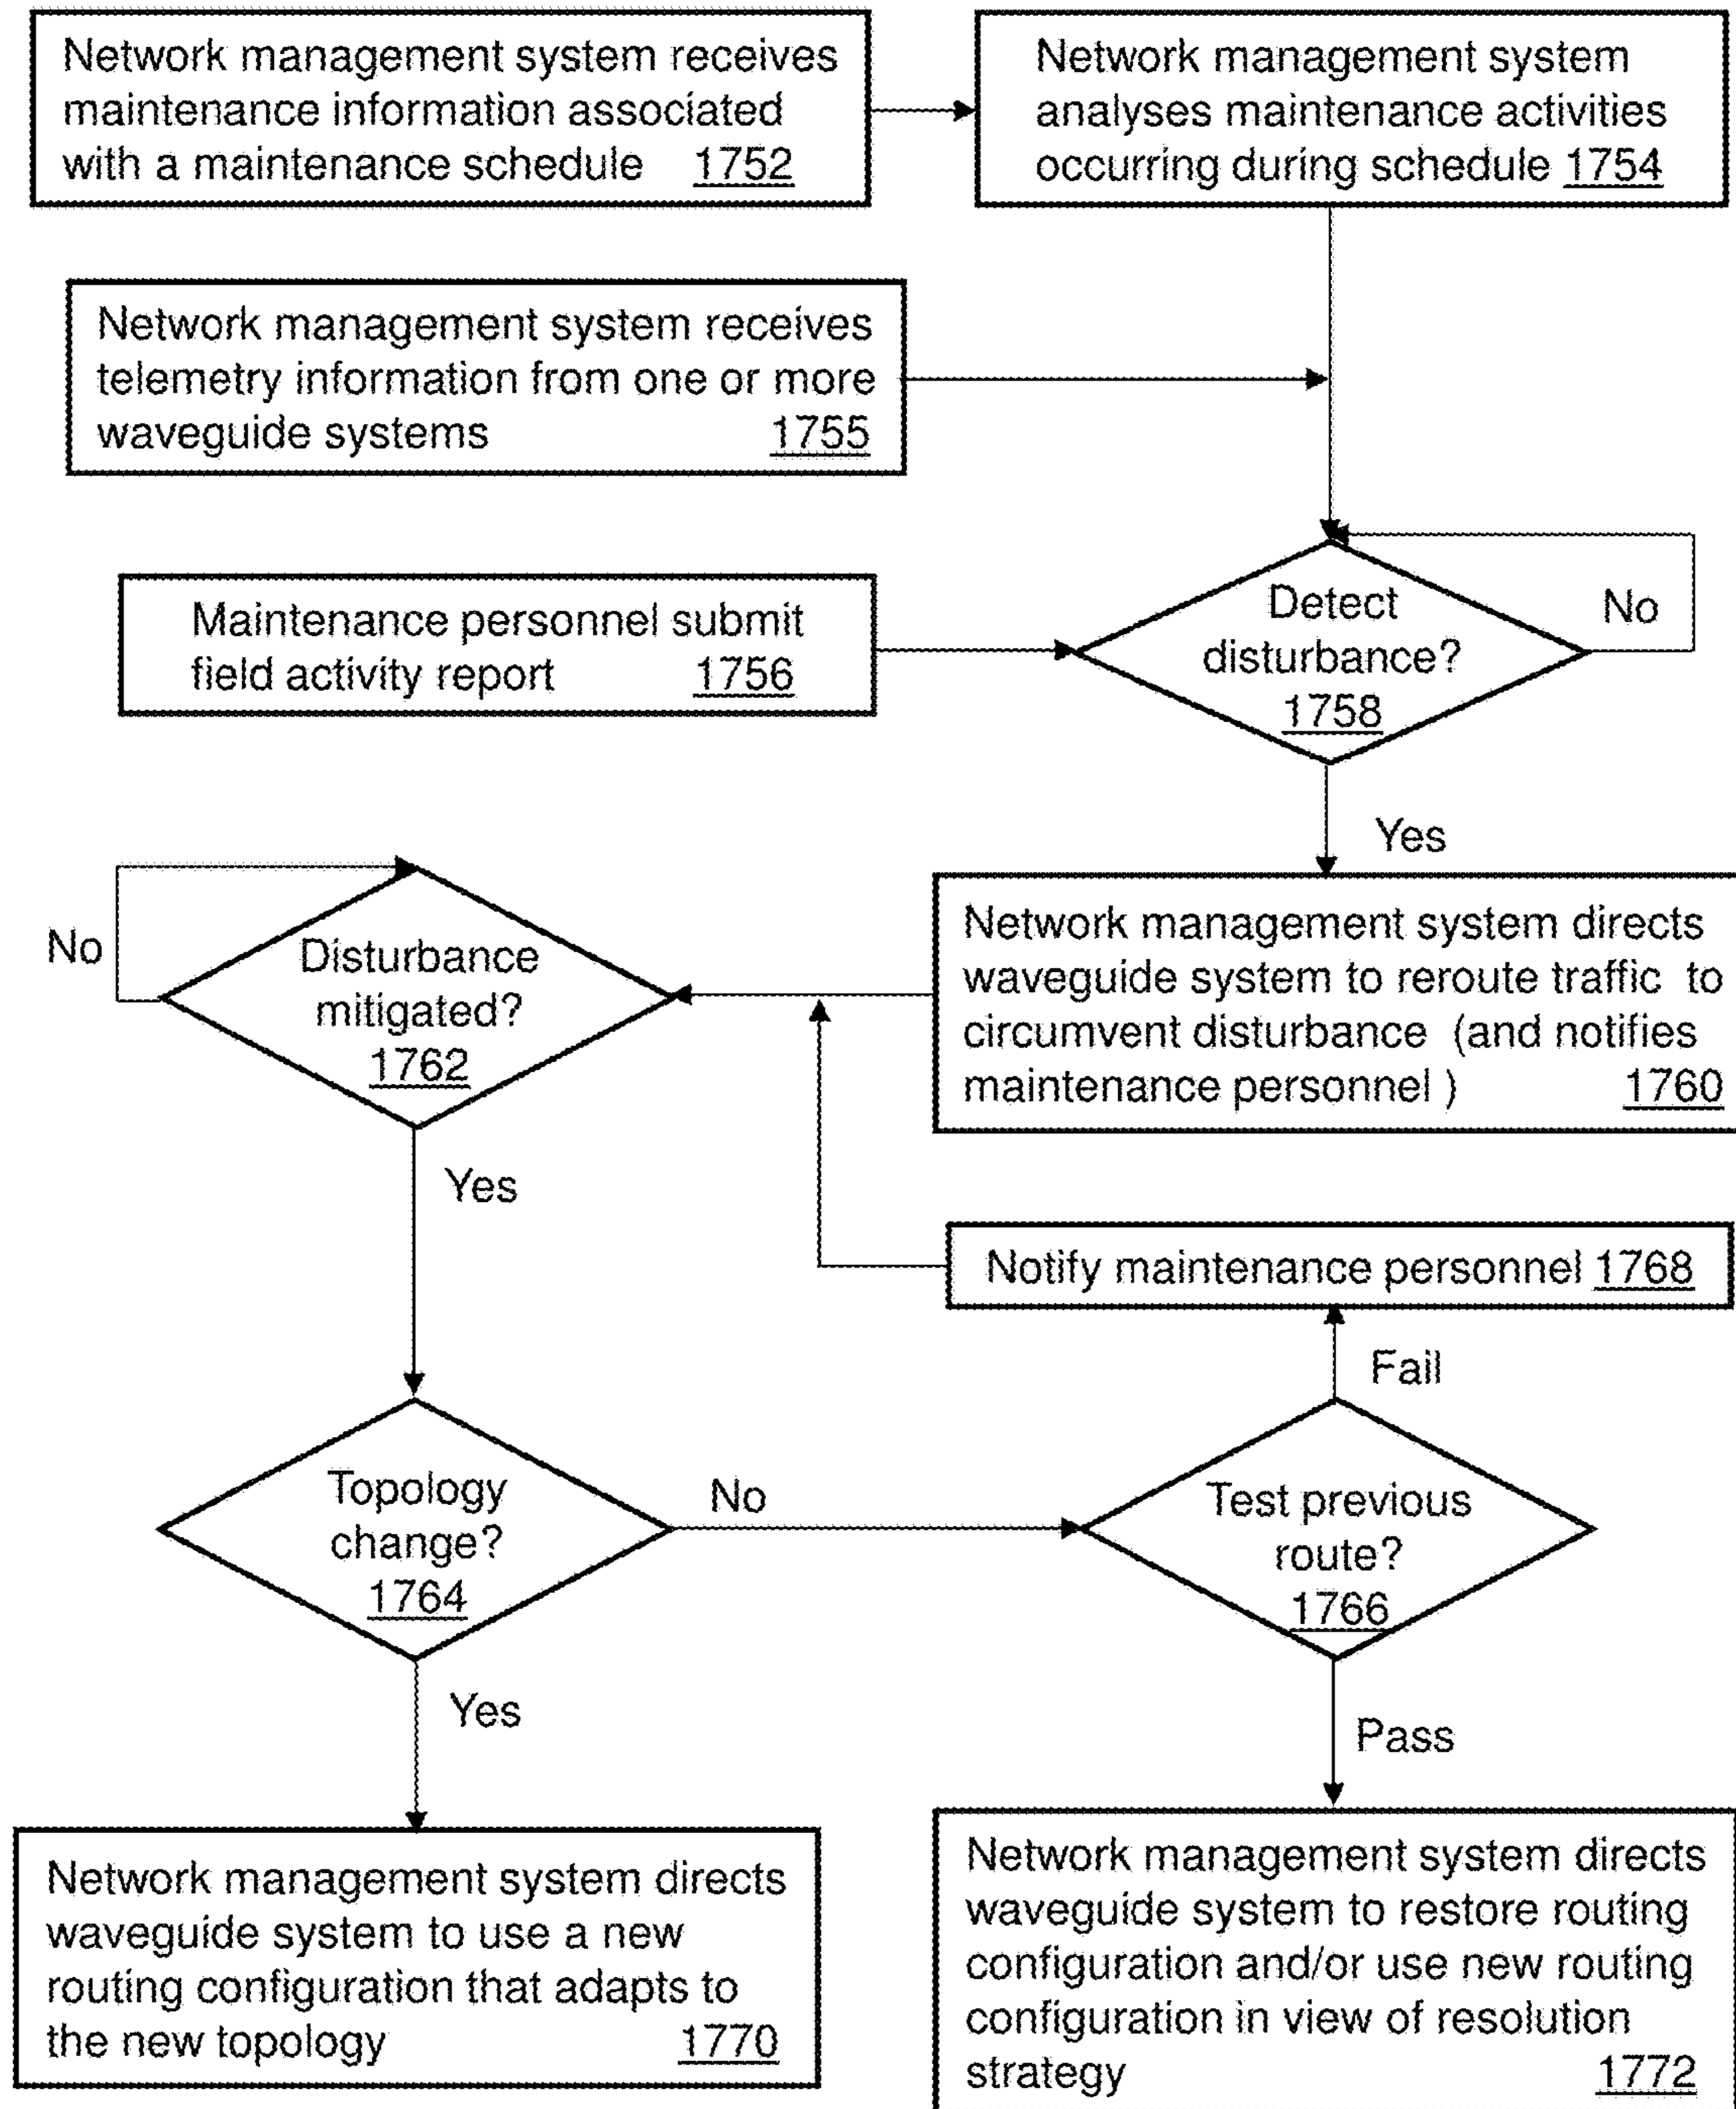 Network management system receives
maintenance information associated
with a maintenance schedule 1752
Network management system
analyses maintenance activities
occurring during schedule 1754
Network management system receives
telemetry information from one or more
waveguide systems 1755
Maintenance personnel submit
field activity report 1756
Detect
disturbance?
1758
No
Yes
Network management system directs
waveguide system to reroute traffic to
circumvent disturbance (and notifies
maintenance personnel ) 1760
Disturbance
mitigated?
1762
No
Yes
Notify maintenance personnel 1768
Fail
Topology
change?
1764
No
Test previous
route?
1766
Yes
Pass
Network management system directs
waveguide system to use a new
routing configuration that adapts to
the new topology 1770
Network management system directs
waveguide system to restore routing
configuration and/or use new routing
configuration in view of resolution
strategy 1772